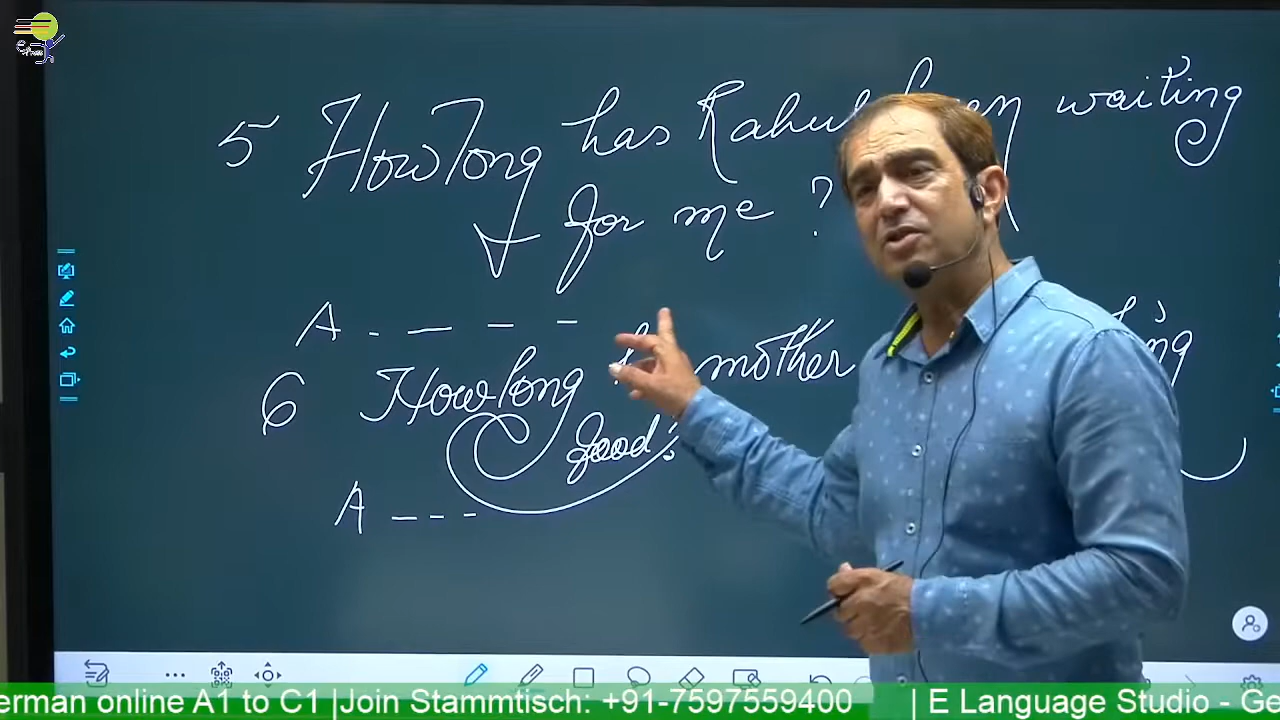 5 How long has Rahul been waiting
for me ?
A - - - -
6 How long mother
food?
A - - -
erman online A1 to C1 |Join Stammtisch: +91-7597559400 | E Language Studio - Ge